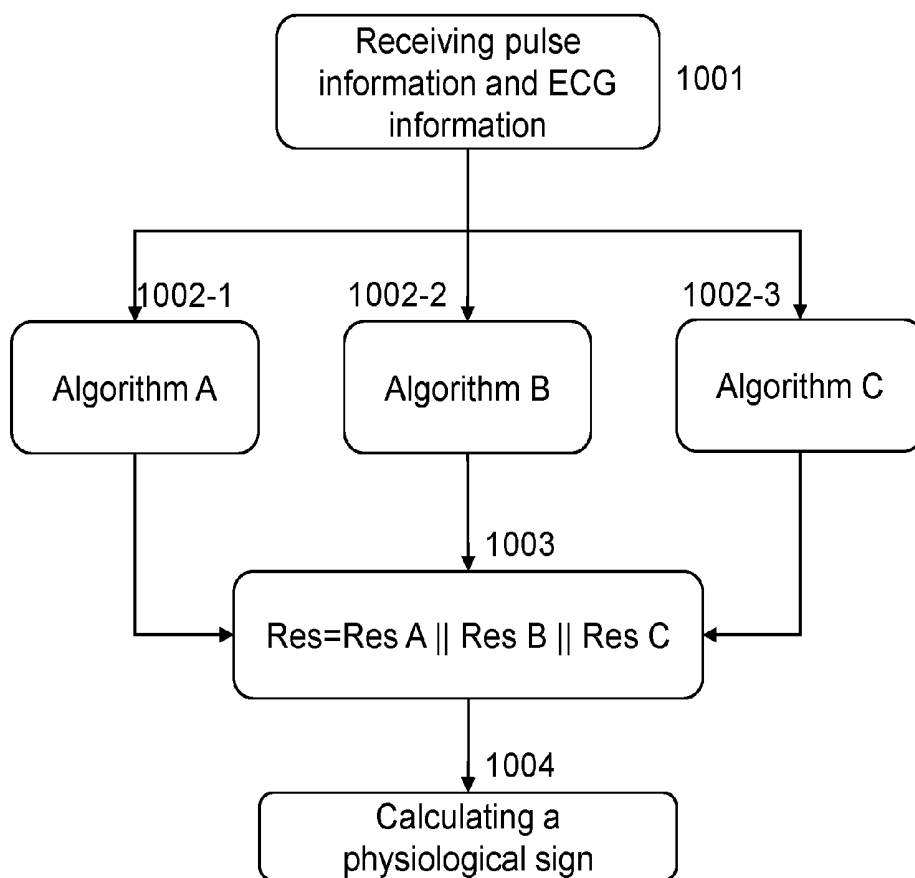 Receiving pulse
information and ECG
information
1001
1002-1
1002-2
1002-3
Algorithm A
Algorithm B
Algorithm C
1003
Res=Res A || Res B || Res C
1004
Calculating a
physiological sign